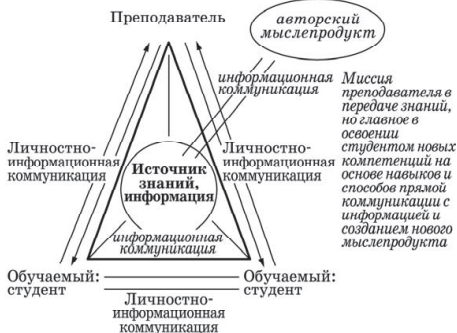 Преподаватель
авторский
мыслепродукт
информационная
коммуникация
Миссия
преподавателя в
передаче знаний,
но главное в
освоении
студентом новых
компетенций на
основе навыков и
способов прямой
коммуникации с
информацией и
созданием нового
мыслепродукта
Личностно-
информационная
коммуникация
Источник
знаний,
информация
Личностно-
информационная
коммуникация
информационная
коммуникация
Обучаемый:
студент
Обучаемый:
студент
Личностно-
информационная
коммуникация